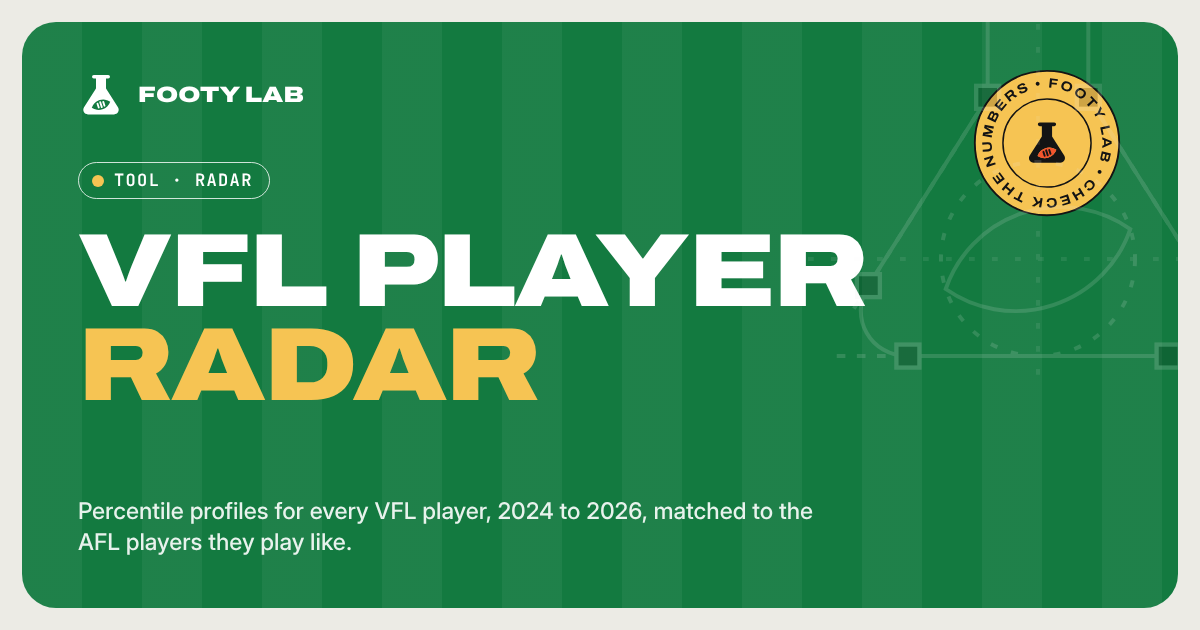 FOOTY LAB
TOOL · RADAR
VFL PLAYER
RADAR
Percentile profiles for every VFL player, 2024 to 2026, matched to the
AFL players they play like.
FOOTY LAB • CHECK THE NUMBERS •